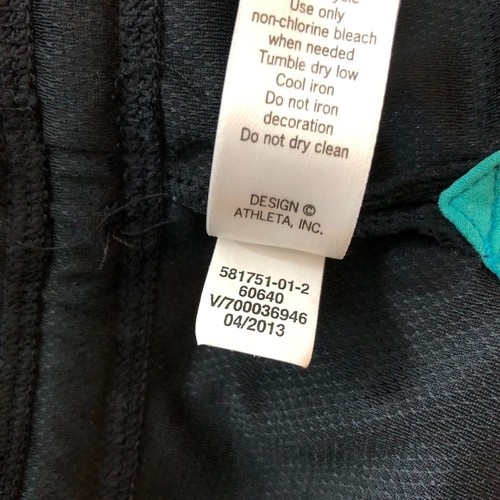 Use only
non-chlorine bleach
when needed
Tumble dry low
Cool iron
Do not iron
decoration
Do not dry clean
DESIGN ©
ATHLETA, INC.
581751-01-2
60640
V/700036946
04/2013